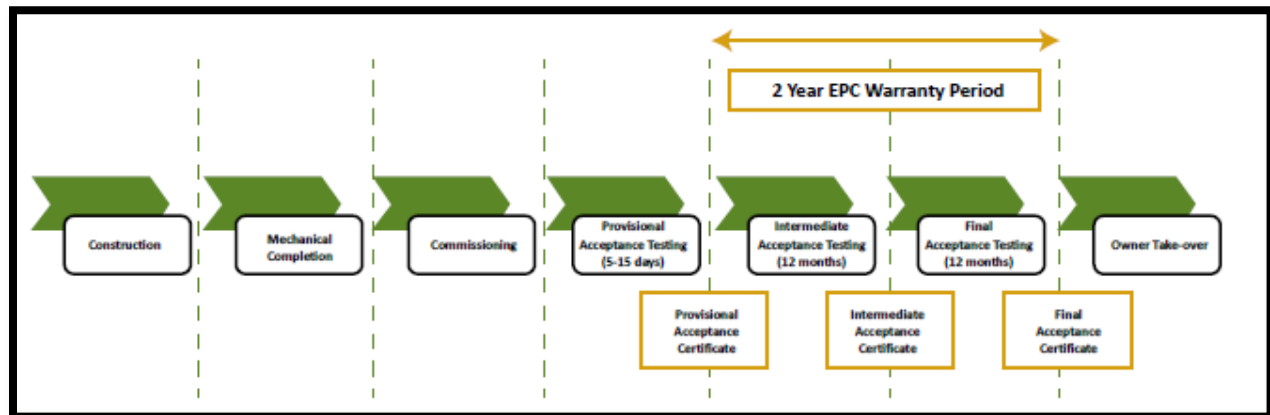 2 Year EPC Warranty Period
Construction
Mechanical
Completion
Commissioning
Provisional
Acceptance Testing
(5-15 days)
Intermediate
Acceptance Testing
(12 months)
Final
Acceptance Testing
(12 months)
Owner Take-over
Provisional
Acceptance
Certificate
Intermediate
Acceptance
Certificate
Final
Acceptance
Certificate